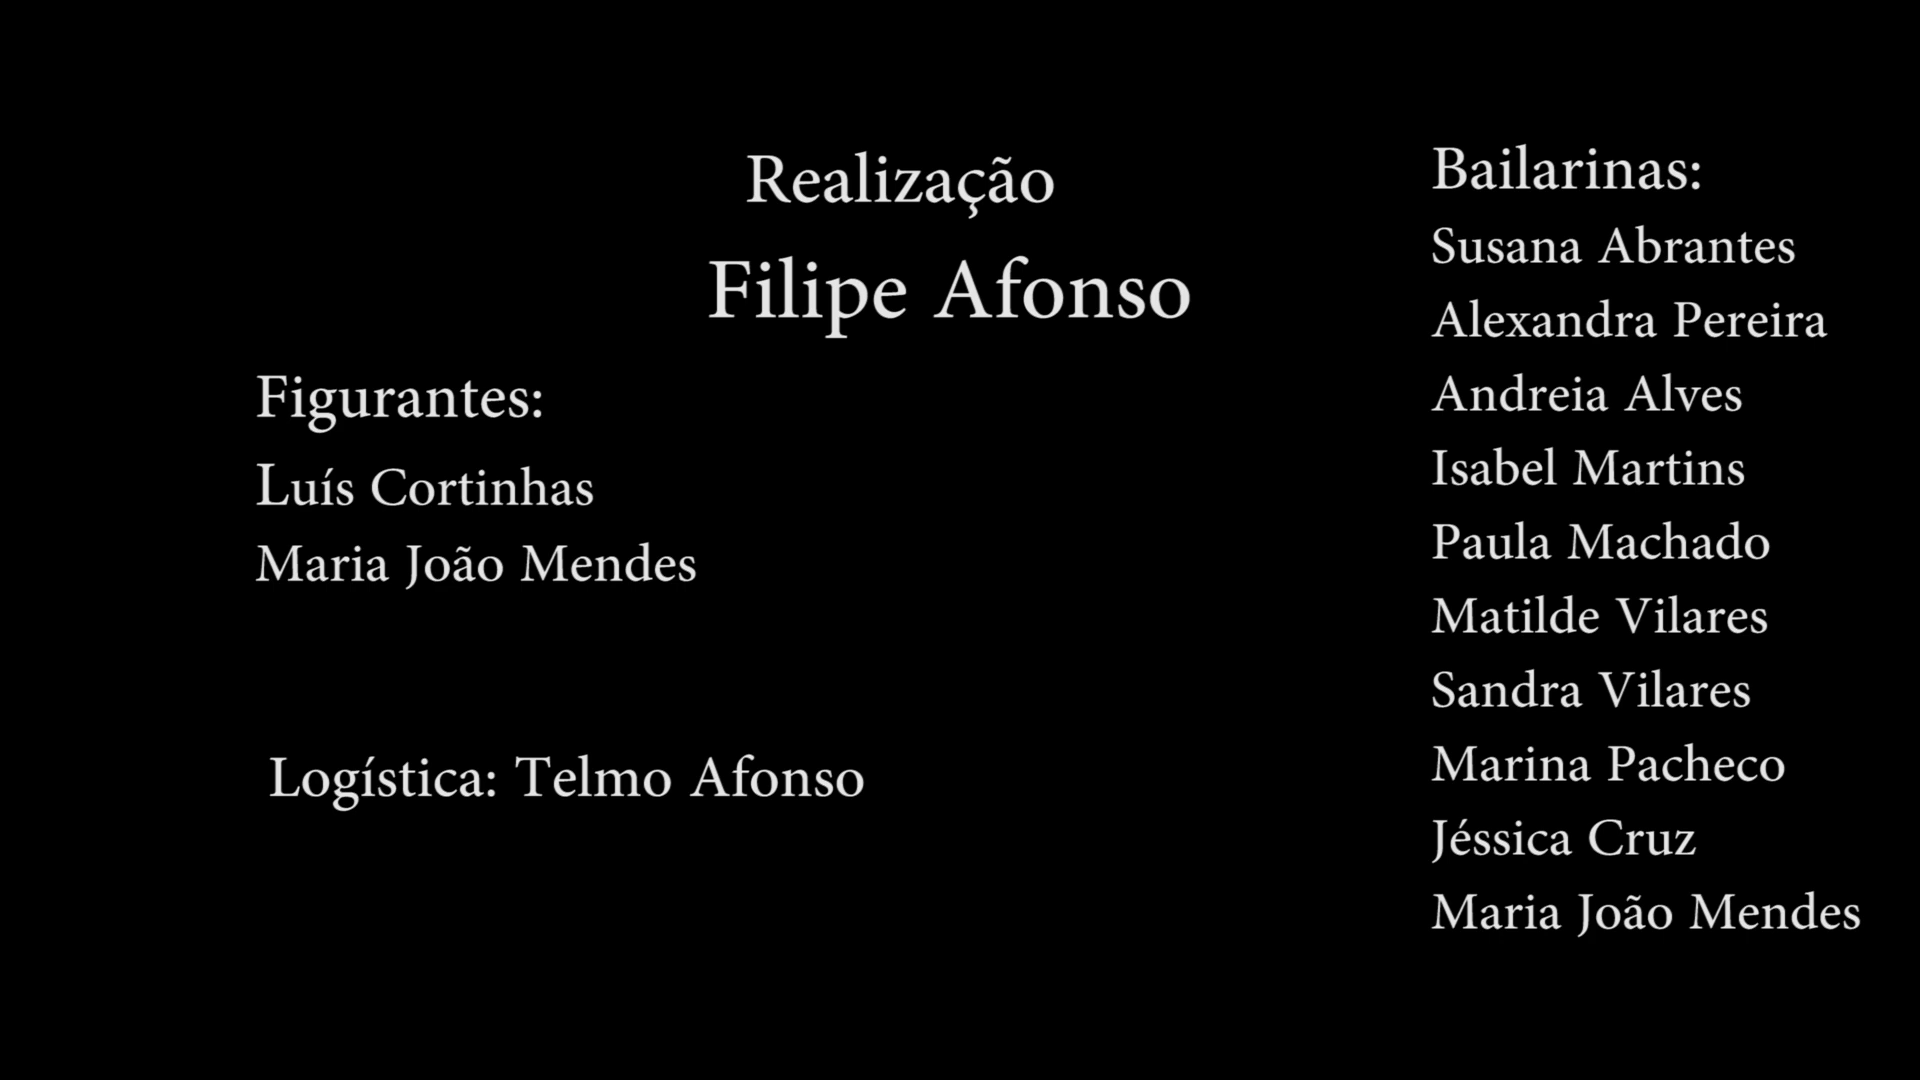 Realização
Filipe Afonso
Figurantes:
Luís Cortinhas
Maria João Mendes
Logística: Telmo Afonso
Bailarinas:
Susana Abrantes
Alexandra Pereira
Andreia Alves
Isabel Martins
Paula Machado
Matilde Vilares
Sandra Vilares
Marina Pacheco
Jéssica Cruz
Maria João Mendes